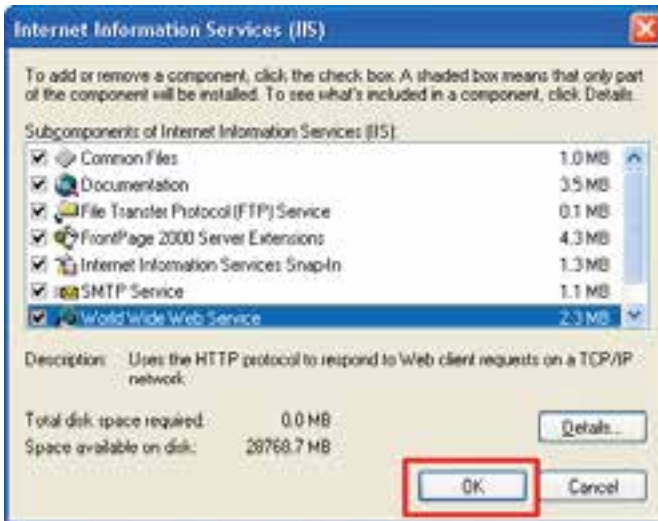 Internet Information Services (IIS)
To add or remove a component, click the check box. A shaded box means that only part
of the component will be installed. To see what's included in a component, click Details.
Subcomponents of Internet Information Services (IIS):
Common Files 1.0 MB
Documentation 3.5 MB
File Transfer Protocol (FTP) Service 0.1 MB
FrontPage 2000 Server Extensions 4.3 MB
Internet Information Services Snap-In 1.3 MB
SMTP Service 1.1 MB
World Wide Web Service 2.3 MB
Description: Uses the HTTP protocol to respond to Web client requests on a TCP/IP
network
Total disk space required: 0.0 MB
Space available on disk: 28768.7 MB
Details...
OK Cancel